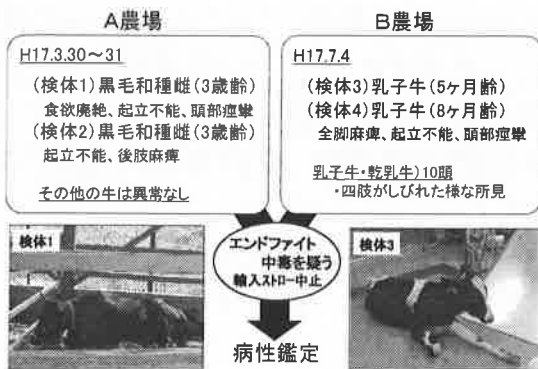 A農場
H17.3.30～31
(検体1)黒毛和種雌(3歳齢)
食欲廃絶、起立不能、頭部痙攣
(検体2)黒毛和種雌(3歳齢)
起立不能、後肢麻痺
その他の牛は異常なし
B農場
H17.7.4
(検体3)乳子牛(5ヶ月齢)
(検体4)乳子牛(8ヶ月齢)
全脚麻痺、起立不能、頭部痙攣
乳子牛・乾乳牛)10頭
・四肢がしびれた様な所見
検体1
エンドファイト
中毒を疑う
輸入ストロー中止
検体3
病性鑑定